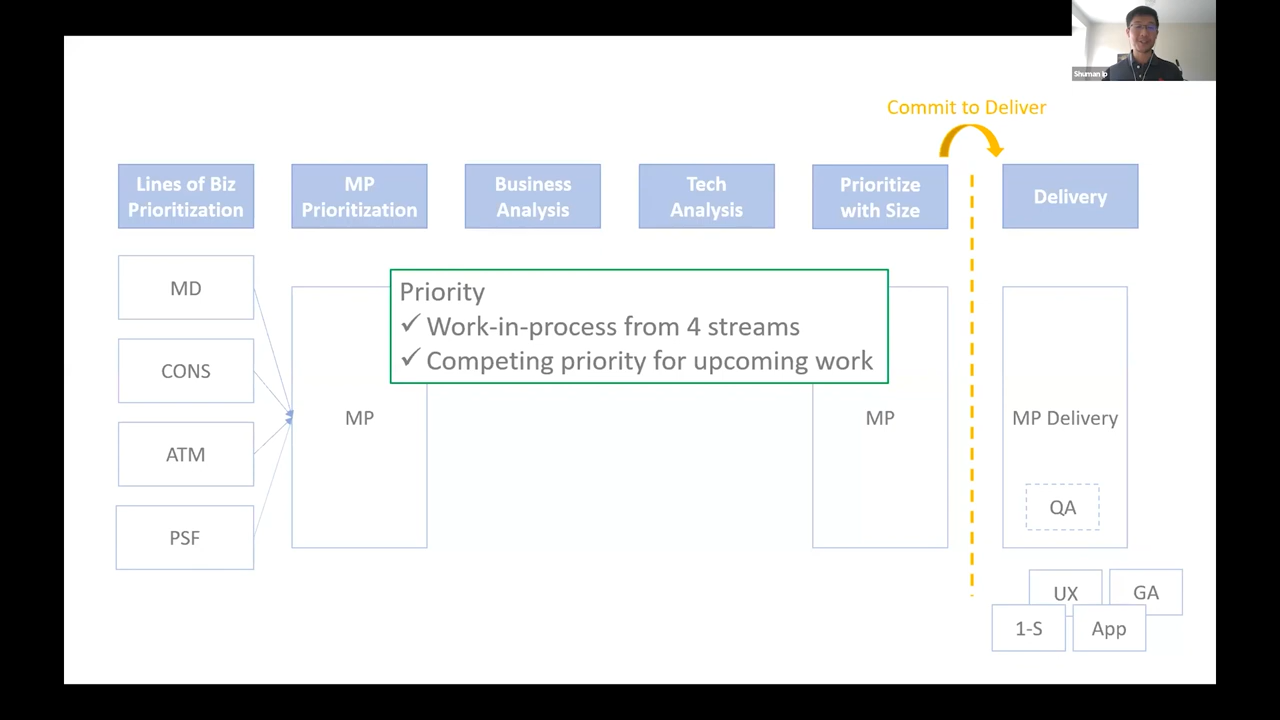 Shuman Ip
Commit to Deliver
Lines of Biz
Prioritization
MP
Prioritization
Business
Analysis
Tech
Analysis
Prioritize
with Size
Delivery
MD
CONS
ATM
PSF
MP
Priority
✓ Work-in-process from 4 streams
✓ Competing priority for upcoming work
MP
MP Delivery
QA
UX
GA
1-S
App